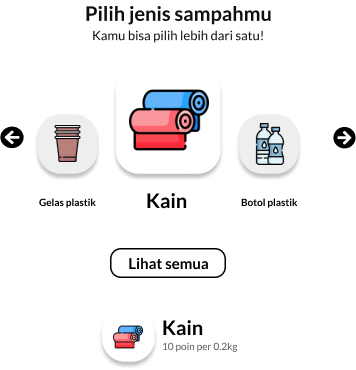 Pilih jenis sampahmu
Kamu bisa pilih lebih dari satu!
Gelas plastik
Kain
Botol plastik
Lihat semua
Kain
10 poin per 0.2kg